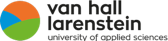 van hall
larenstein
university of applied sciences